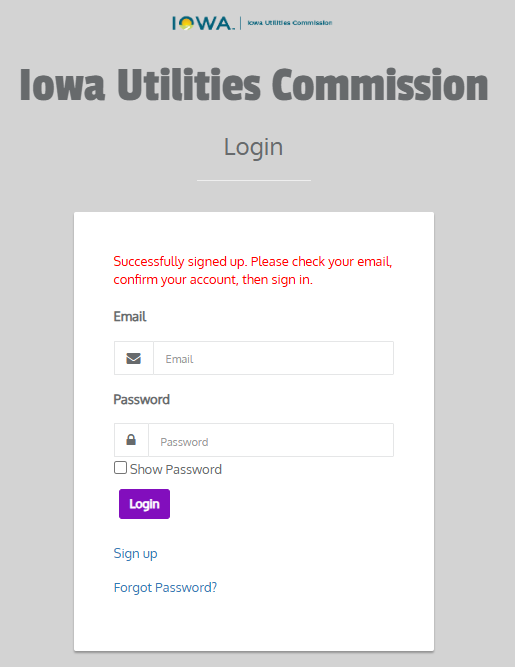 IOWA Iowa Utilities Commission
Iowa Utilities Commission
Login
Successfully signed up. Please check your email,
confirm your account, then sign in.
Email
Email
Password
Password
Show Password
Login
Sign up
Forgot Password?